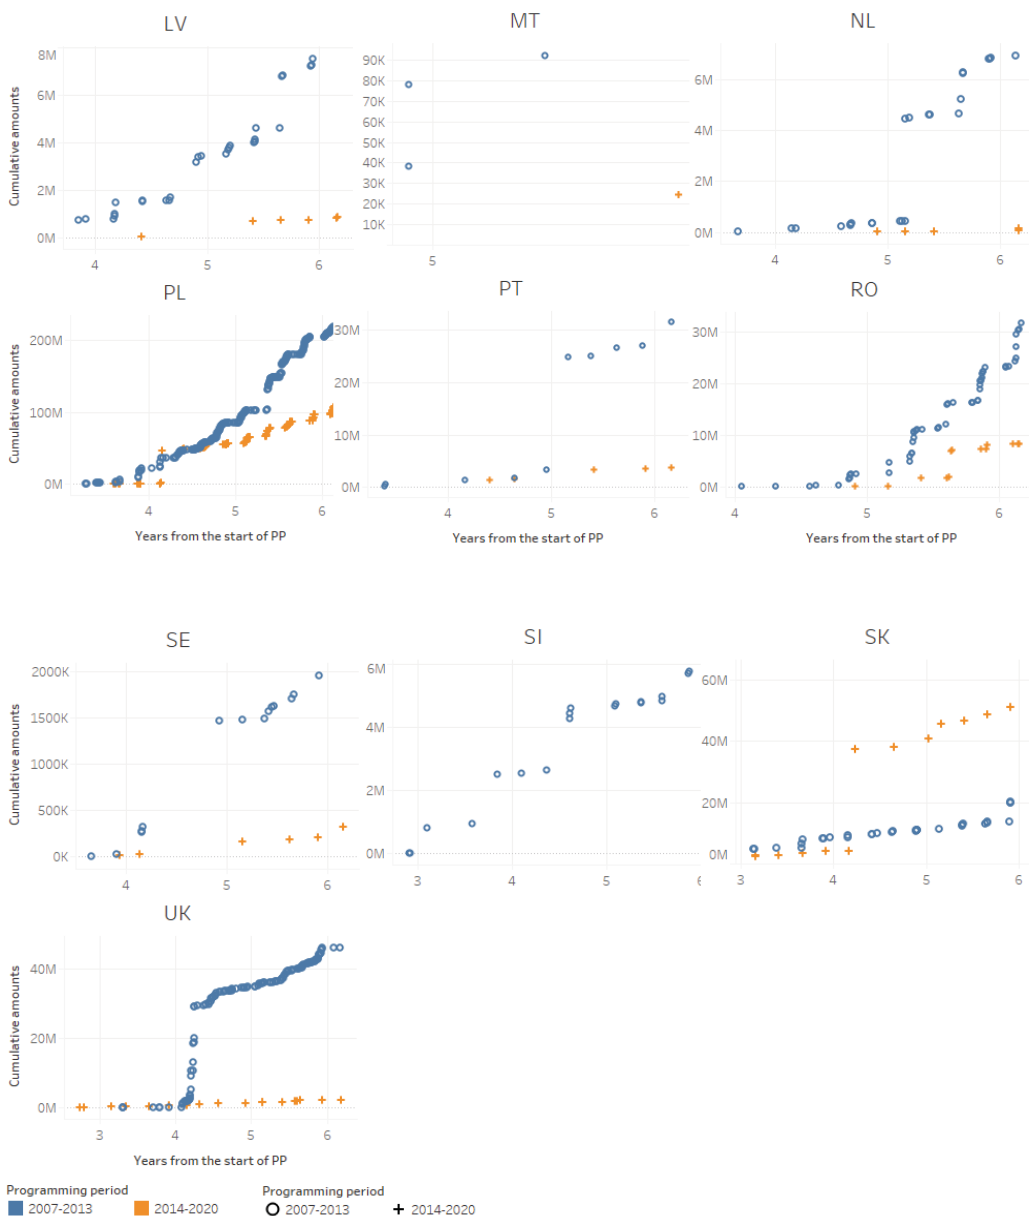 LV
MT
NL
Cumulative amounts
8M
6M
4M
2M
0M
4
5
6
90K
80K
70K
60K
50K
40K
30K
20K
10K
5
6M
4M
2M
0M
4
5
6
PL
PT
RO
Cumulative amounts
200M
100M
0M
4
5
6
Years from the start of PP
30M
20M
10M
0M
4
5
6
Years from the start of PP
30M
20M
10M
0M
4
5
6
Years from the start of PP
SE
SI
SK
Cumulative amounts
2000K
1500K
1000K
500K
0K
4
5
6
6M
4M
2M
0M
3
4
5
6
60M
40M
20M
0M
3
4
5
6
UK
Cumulative amounts
40M
20M
0M
3
4
5
6
Years from the start of PP
Programming period
2007-2013
2014-2020
Programming period
2007-2013
2014-2020